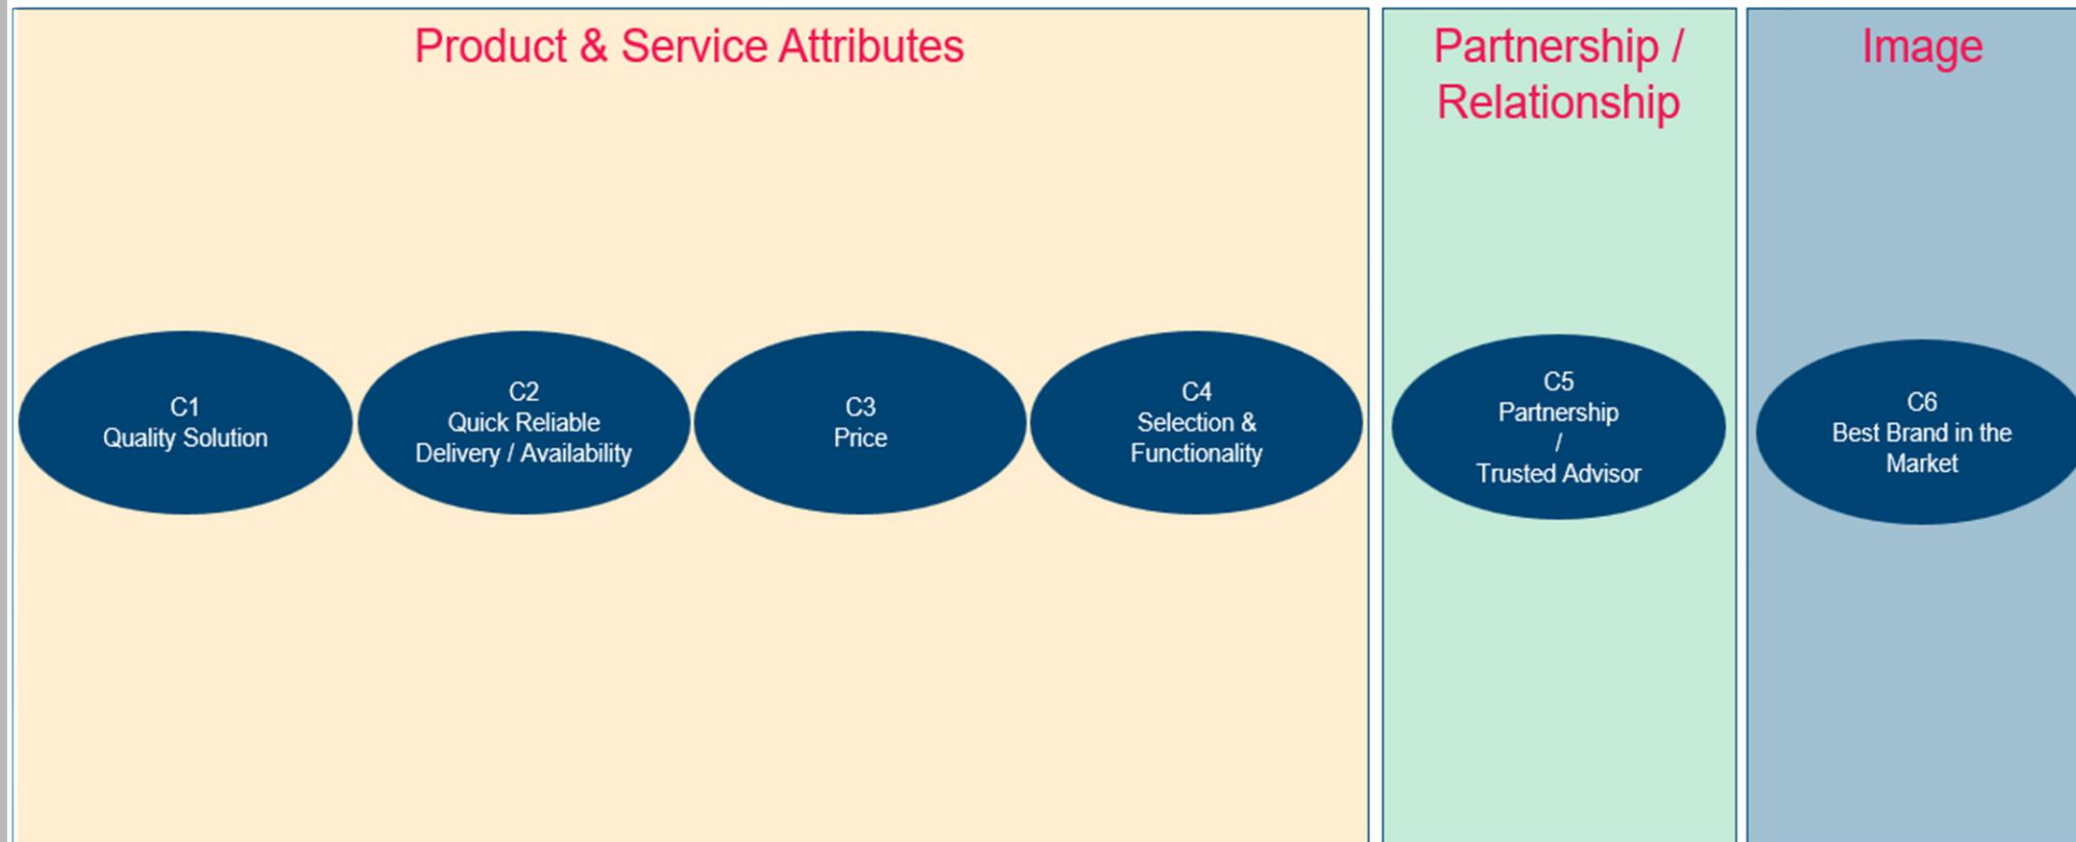 Product & Service Attributes
Partnership /
Relationship
Image
C1
Quality Solution
C2
Quick Reliable
Delivery / Availability
C3
Price
C4
Selection &
Functionality
C5
Partnership
/
Trusted Advisor
C6
Best Brand in the
Market